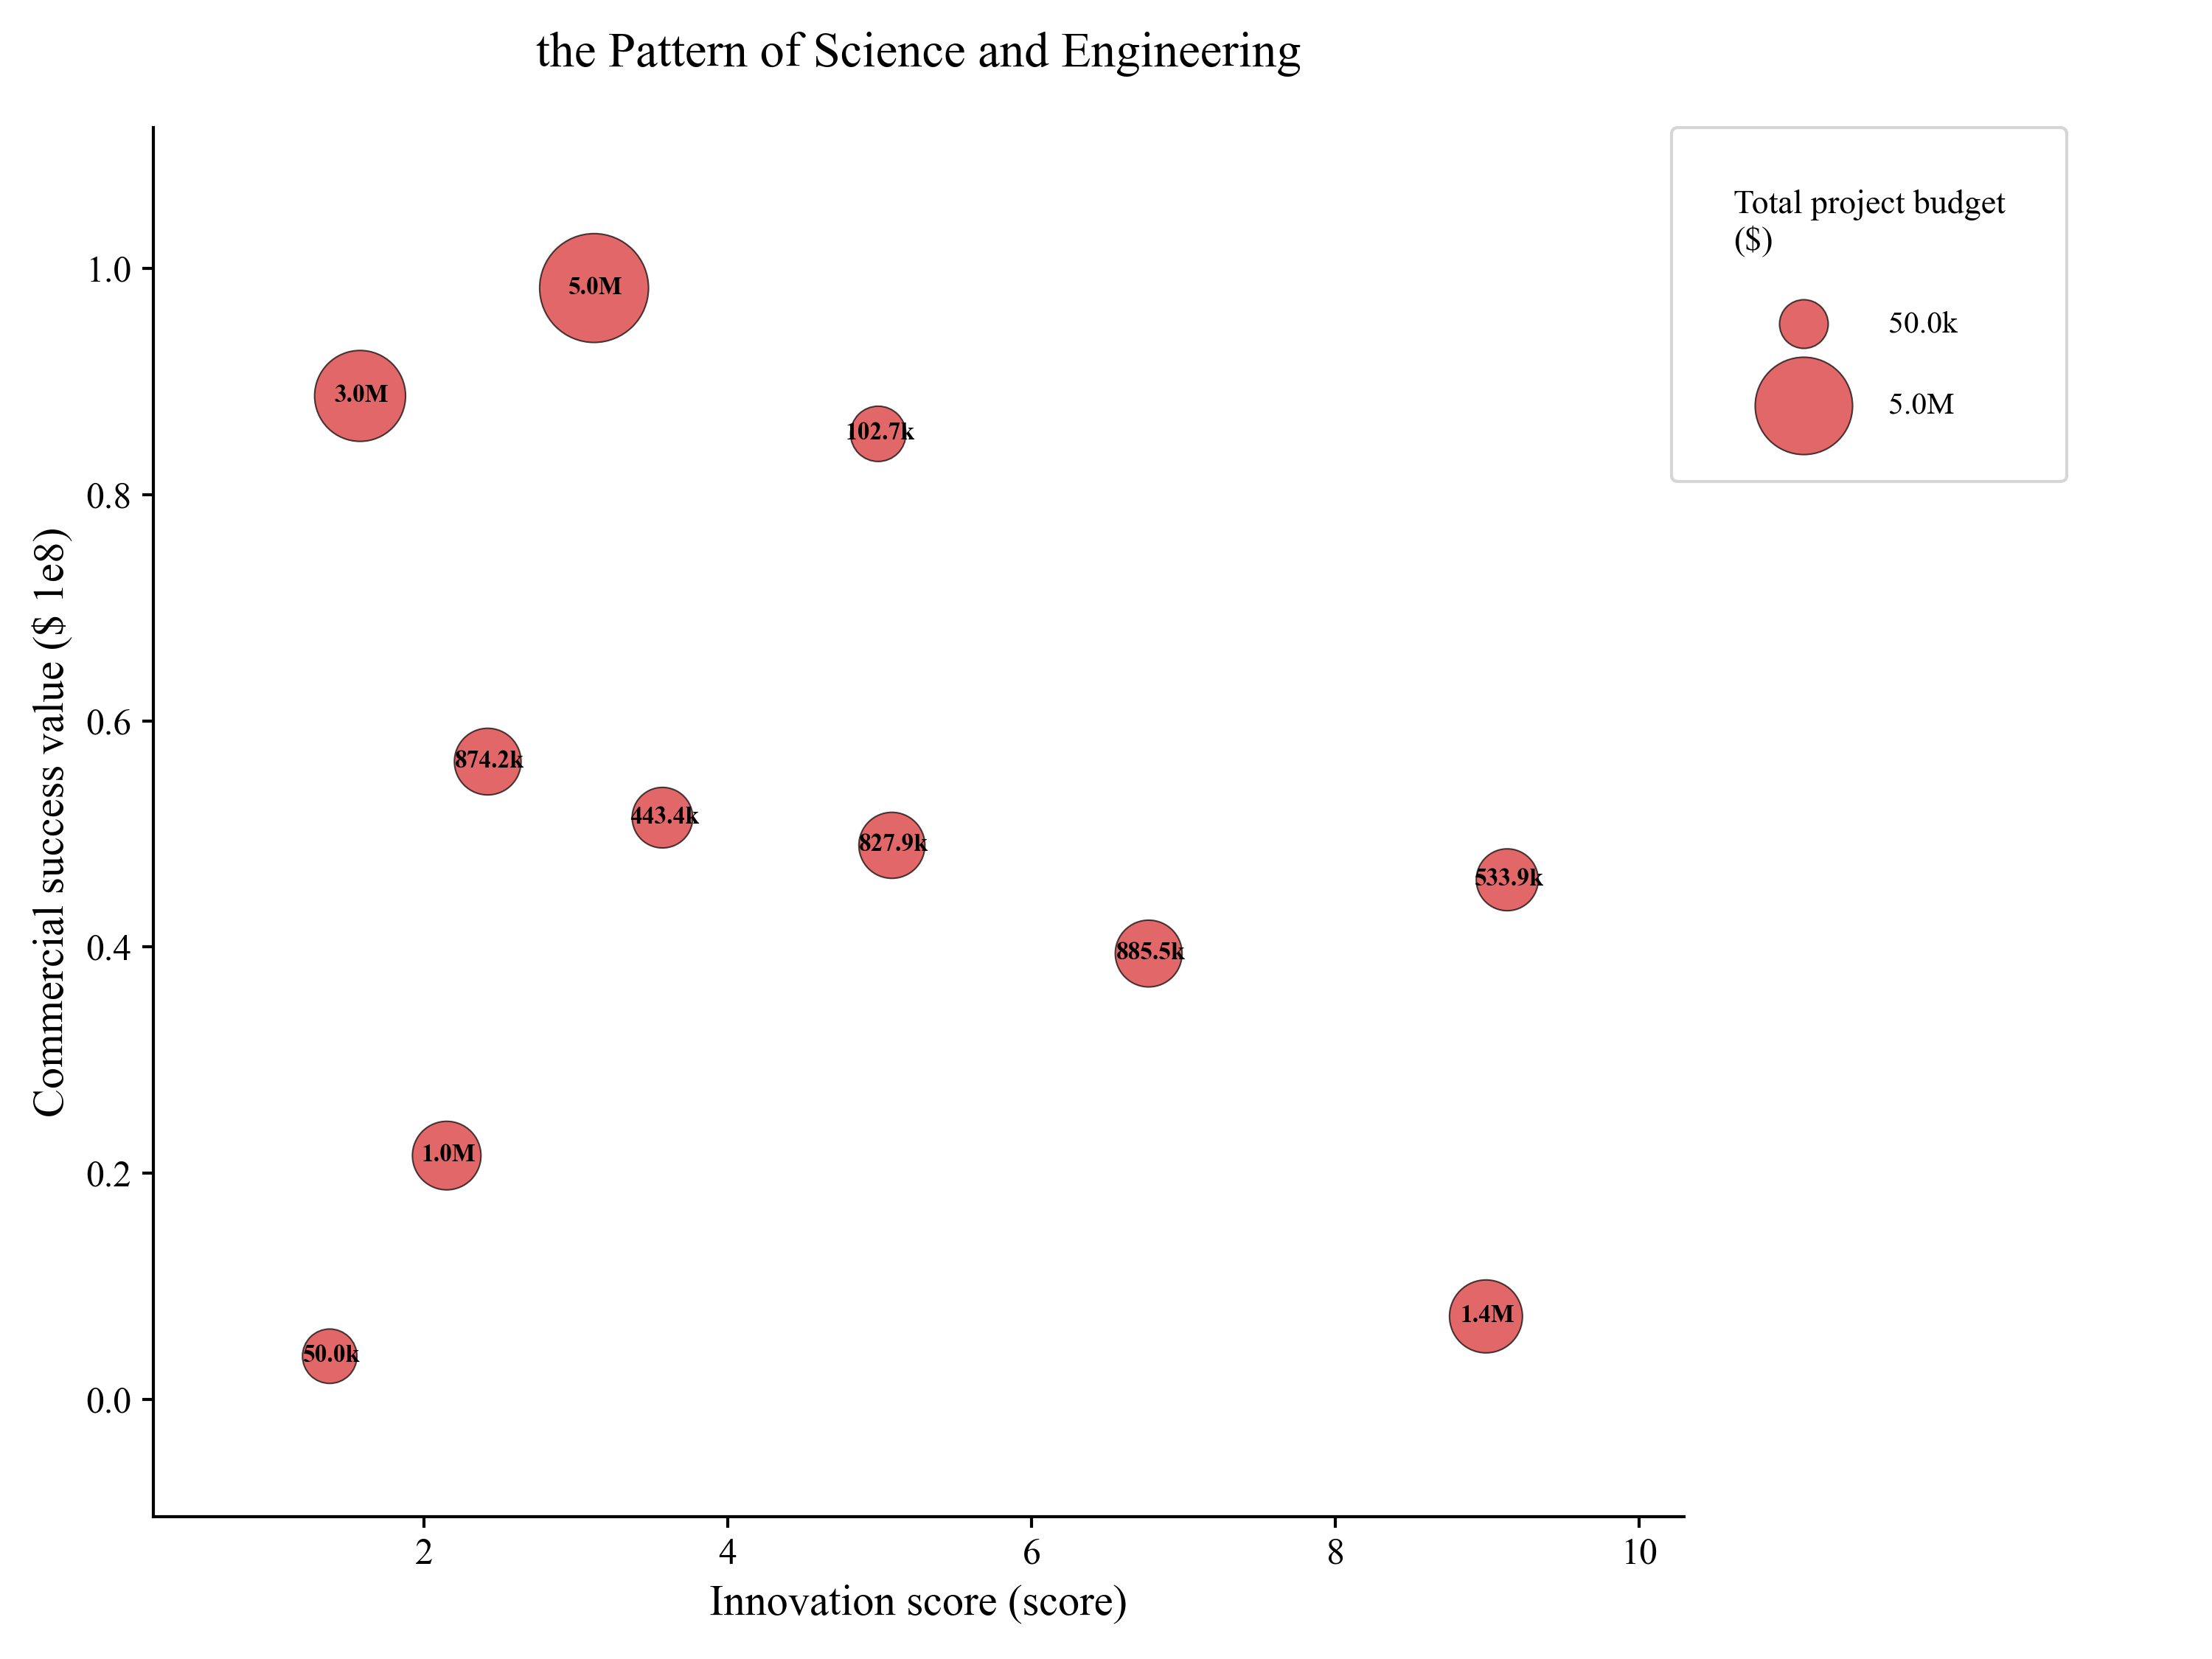 the Pattern of Science and Engineering
Total project budget
($)
50.0k
5.0M
Commercial success value ($ 1e8)
1.0
0.8
0.6
0.4
0.2
0.0
5.0M
3.0M
102.7k
874.2k
443.4k
827.9k
533.9k
885.5k
1.0M
1.4M
50.0k
2 4 6 8 10
Innovation score (score)